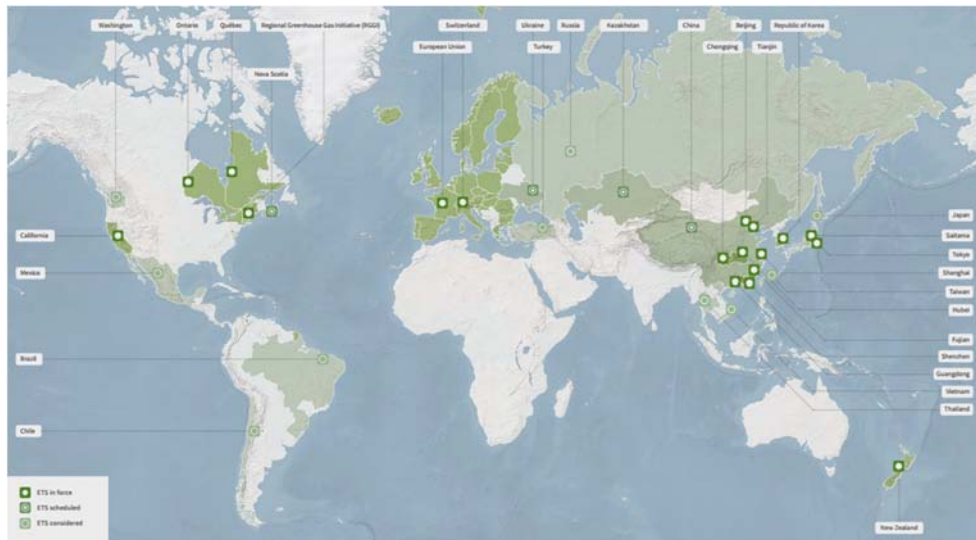 Washington
Ontario
Québec
Regional Greenhouse Gas Initiative (RGGI)
Switzerland
Ukraine
Russia
Kazakhstan
China
Beijing
Republic of Korea
European Union
Turkey
Chongqing
Tianjin
Nova Scotia
California
Mexico
Brazil
Chile
Japan
Saitama
Tokyo
Shanghai
Taiwan
Hubei
Fujian
Shenzhen
Guangdong
Vietnam
Thailand
New Zealand
ETS in force
ETS scheduled
ETS considered